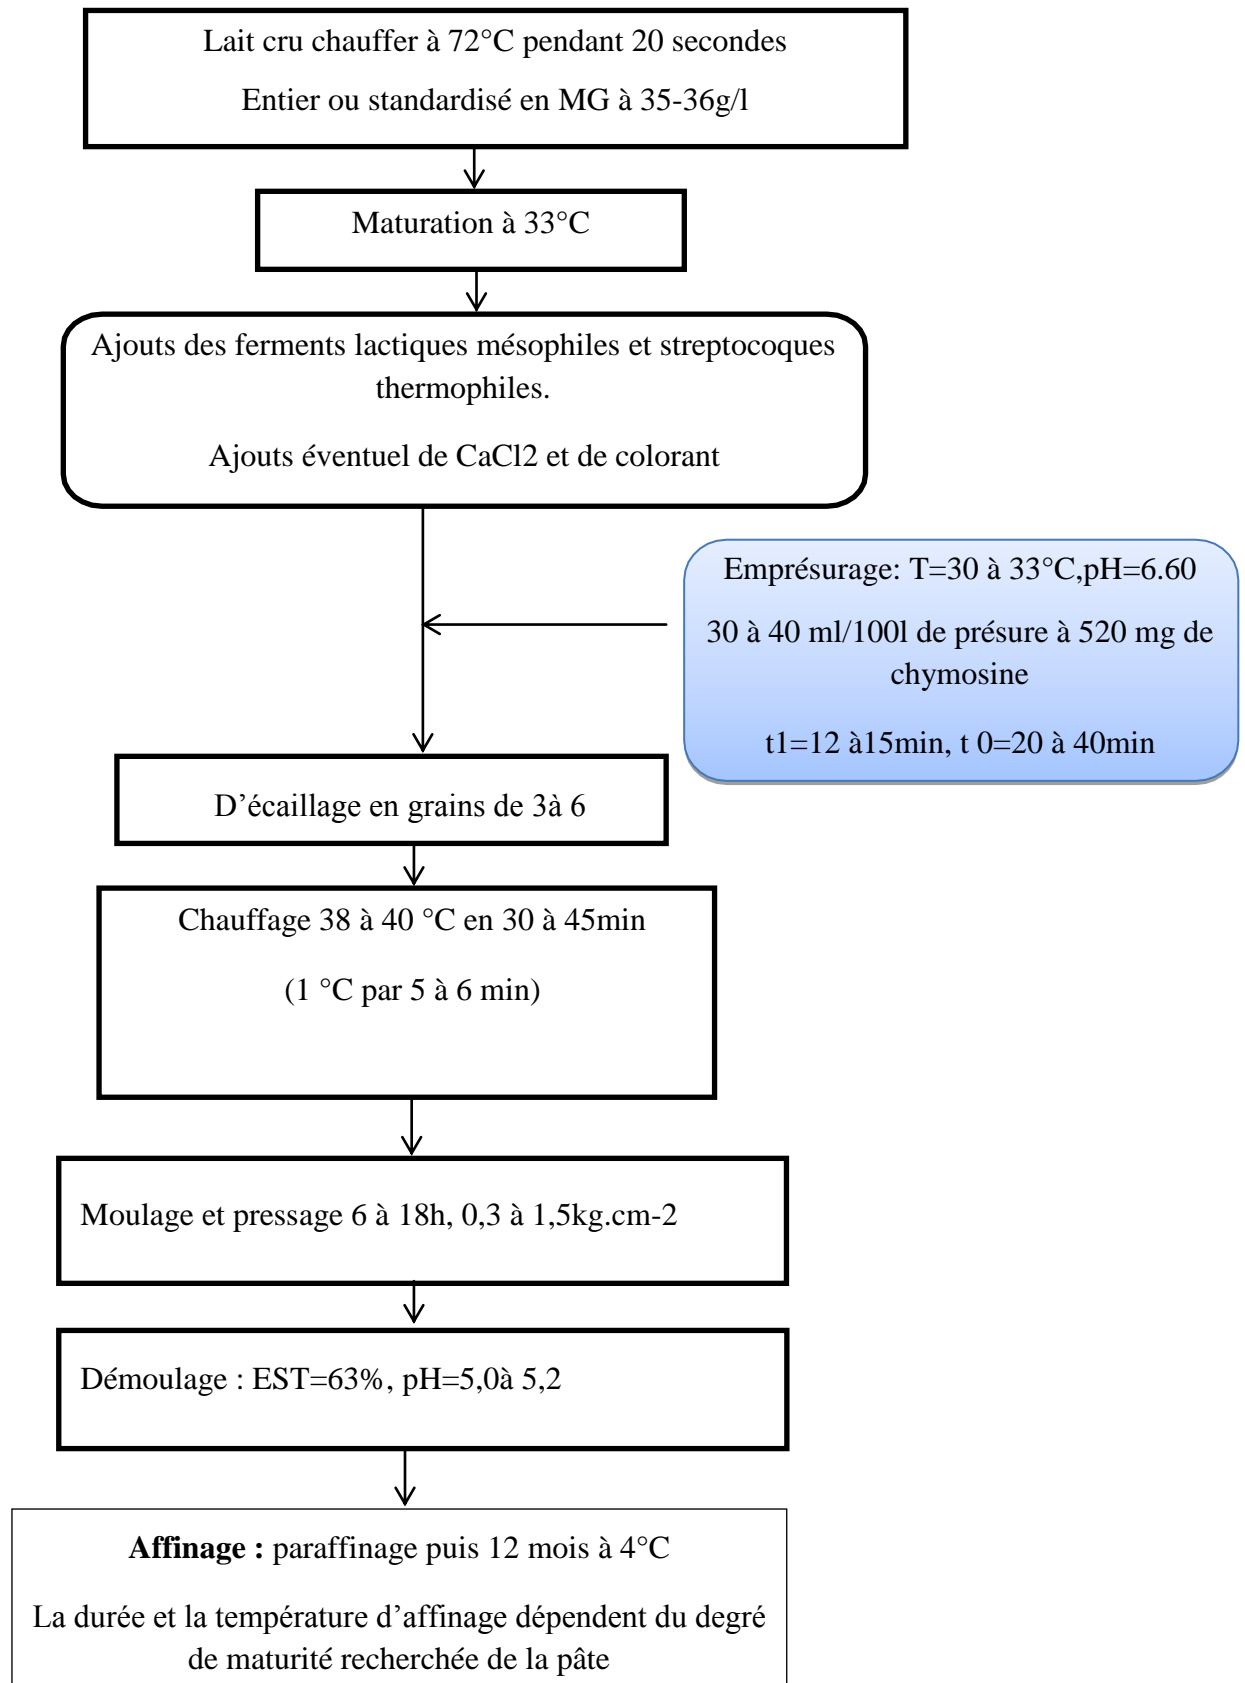 Lait cru chauffer à 72°C pendant 20 secondes
Entier ou standardisé en MG à 35-36g/l
Maturation à 33°C
Ajouts des ferments lactiques mésophiles et streptocoques
thermophiles.
Ajouts éventuel de CaCl2 et de colorant
Emprésurage: T=30 à 33°C,pH=6.60
30 à 40 ml/100l de présure à 520 mg de
chymosine
t1=12 à15min, t 0=20 à 40min
D’écaillage en grains de 3à 6
Chauffage 38 à 40 °C en 30 à 45min
(1 °C par 5 à 6 min)
Moulage et pressage 6 à 18h, 0,3 à 1,5kg.cm-2
Démoulage : EST=63%, pH=5,0à 5,2
Affinage : paraffinage puis 12 mois à 4°C
La durée et la température d’affinage dépendent du degré
de maturité recherchée de la pâte